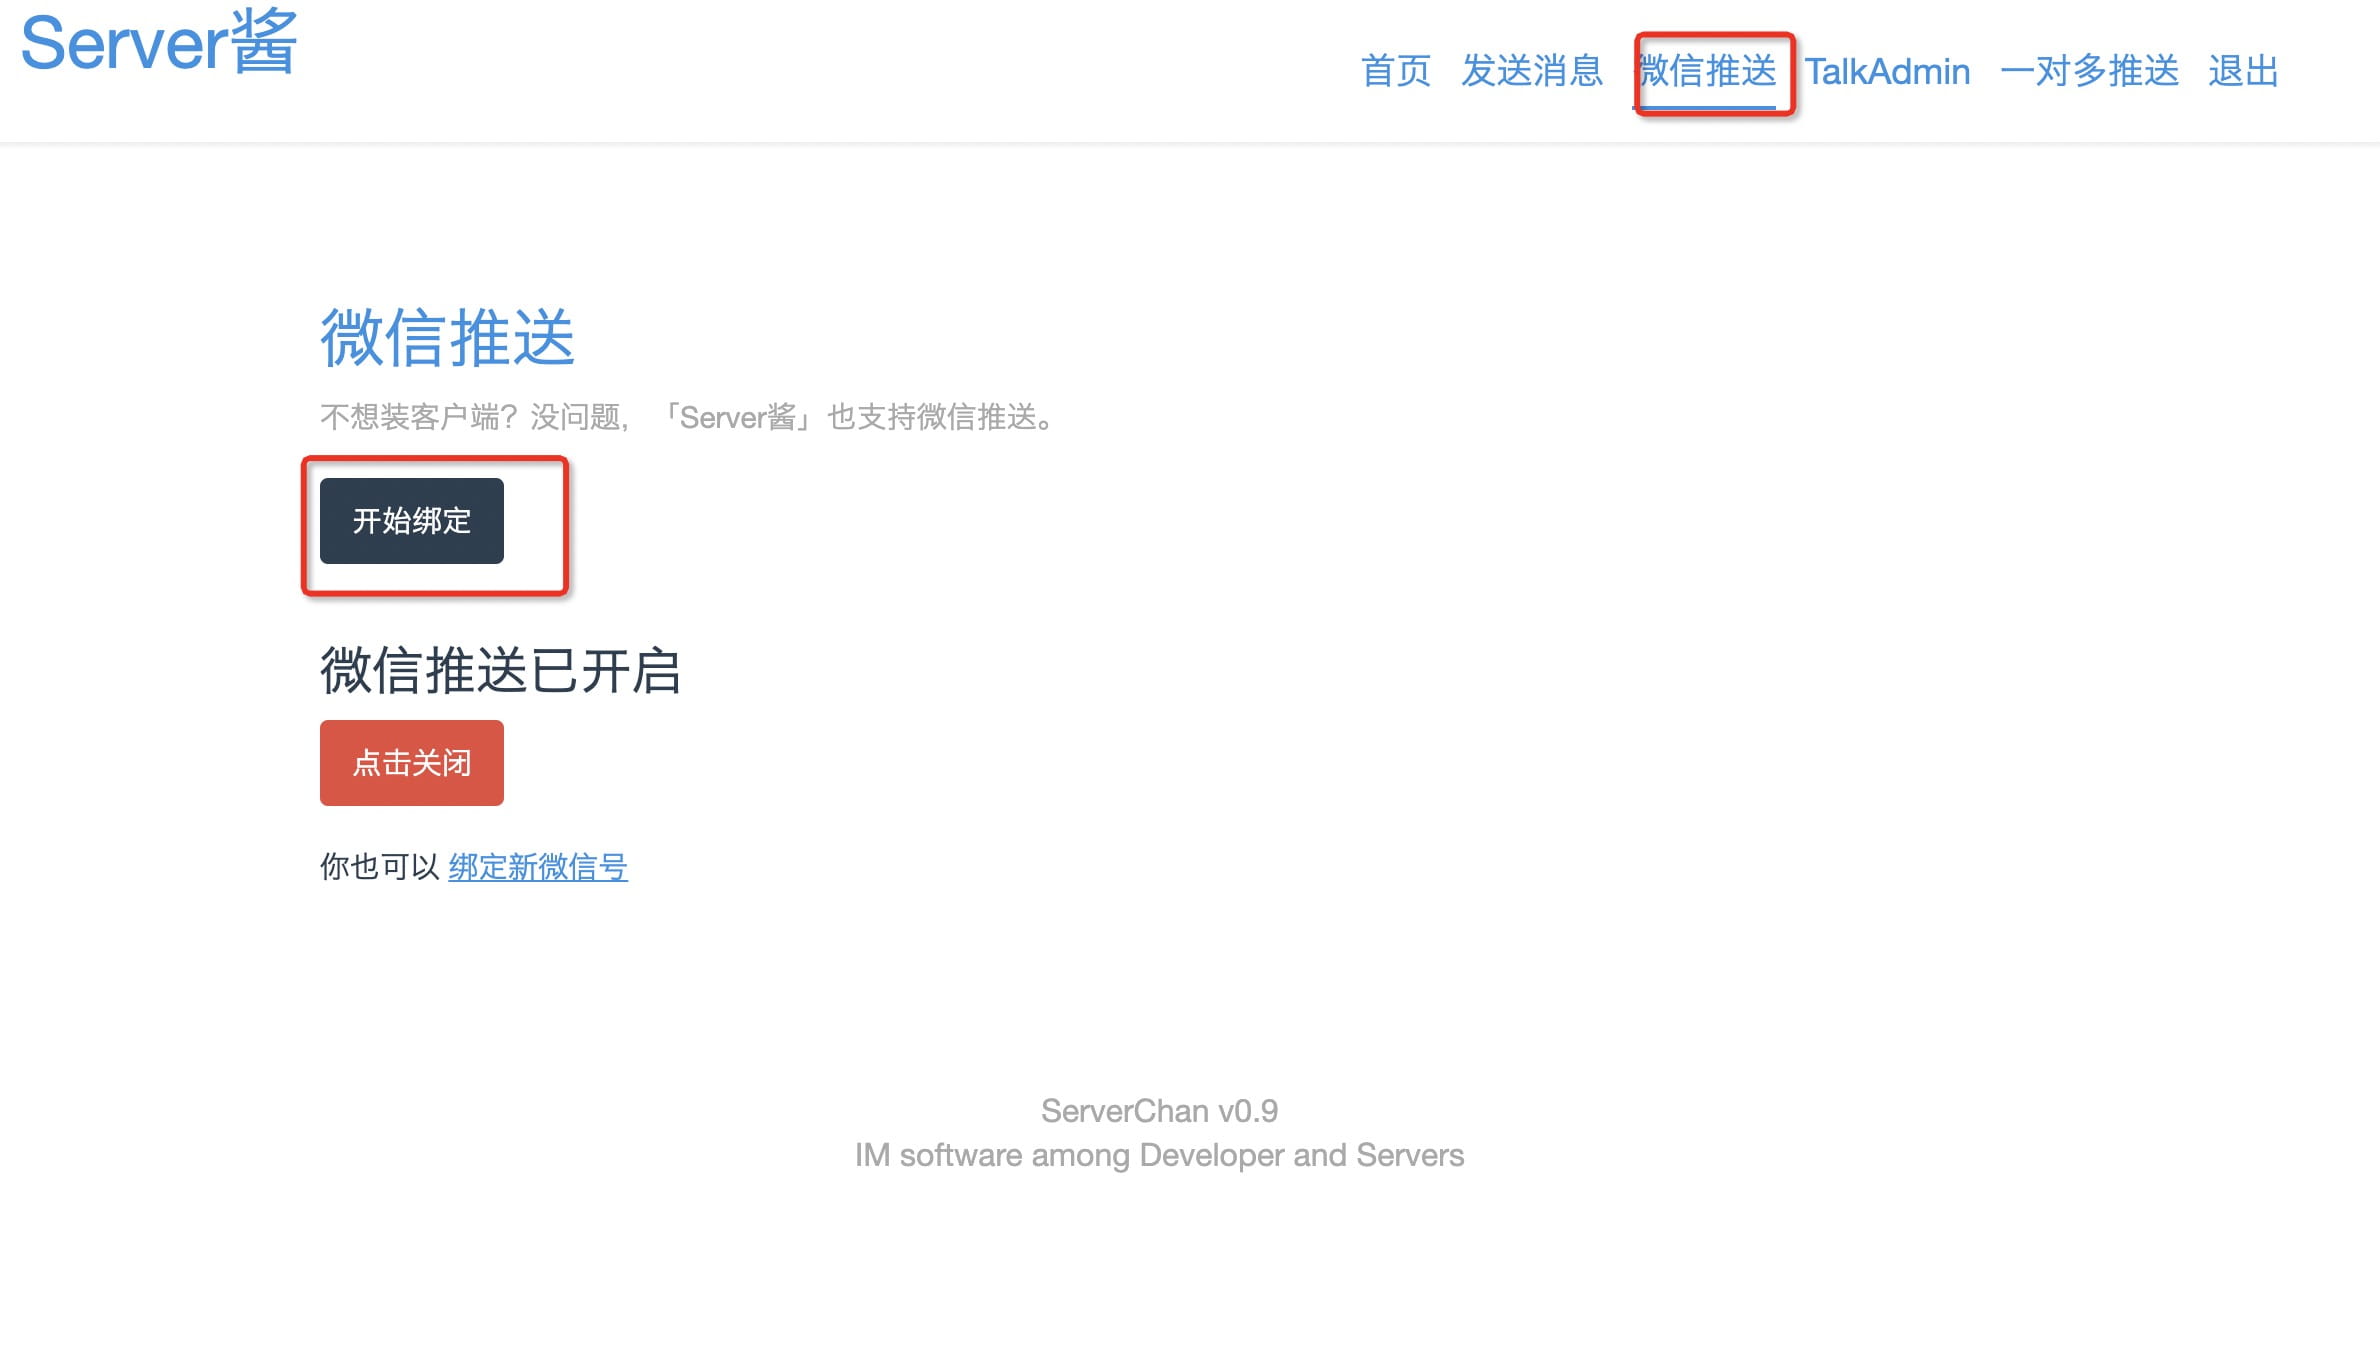 Server酱
首页 发送消息 微信推送 TalkAdmin 一对多推送 退出
微信推送
不想装客户端？没问题，「Server酱」也支持微信推送。
开始绑定
微信推送已开启
点击关闭
你也可以 绑定新微信号
ServerChan v0.9
IM software among Developer and Servers